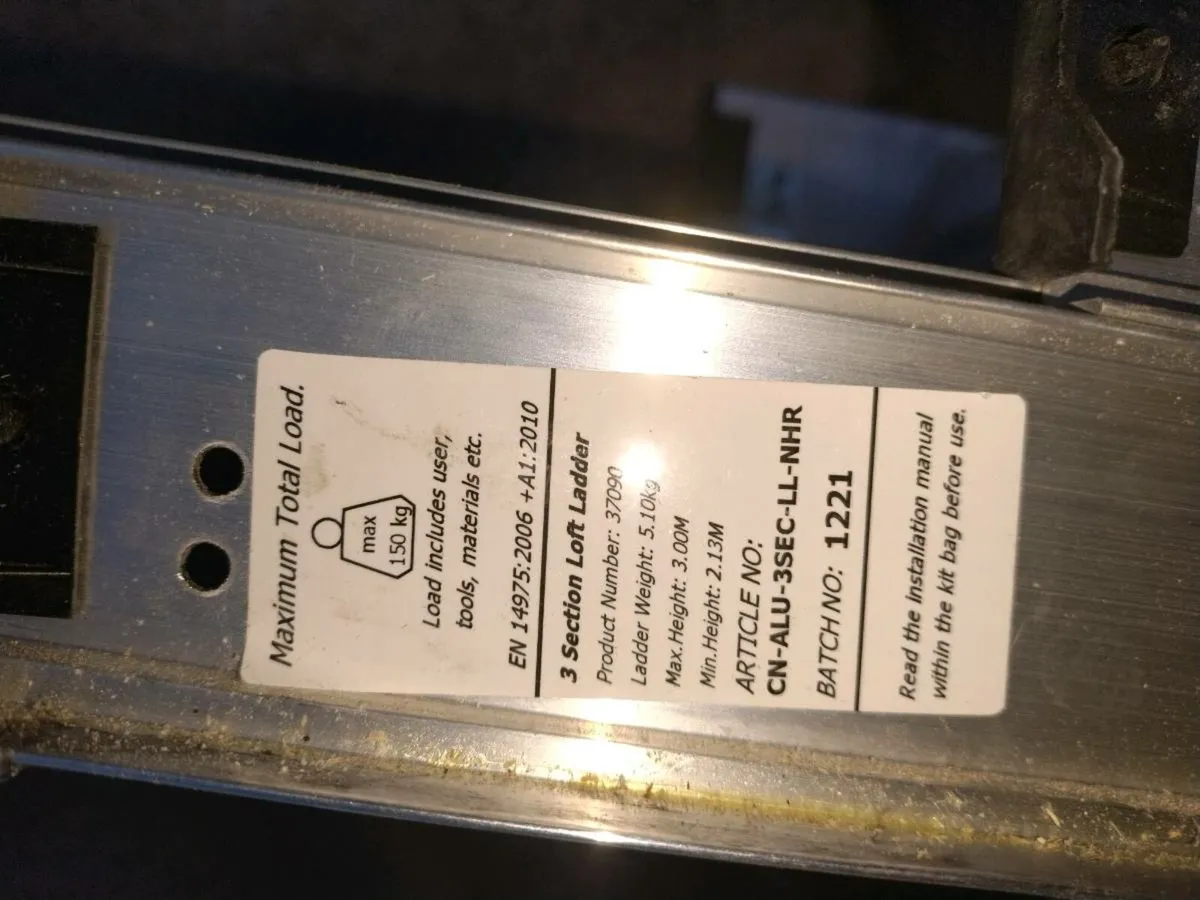 Maximum Total Load.
max
150 kg
Load includes user,
tools, materials etc.
EN 14975:2006 +A1:2010
3 Section Loft Ladder
Product Number: 37090
Ladder Weight: 5.10kg
Max.Height: 3.00M
Min.Height: 2.13M
ARTICLE NO:
CN-ALU-3SEC-LL-NHR
BATCH NO: 1221
Read the Installation manual
within the kit bag before use.